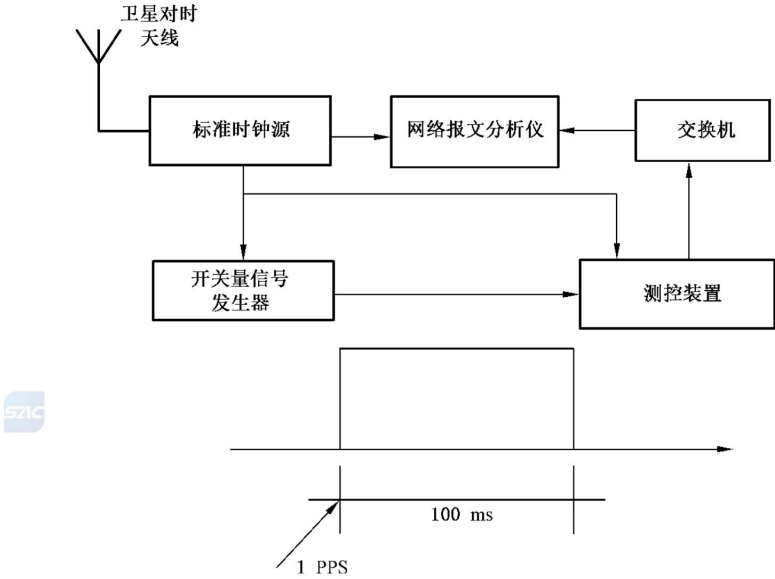 卫星对时
天线
标准时钟源
网络报文分析仪
交换机
开关量信号
发生器
测控装置
SAC
100 ms
1 PPS